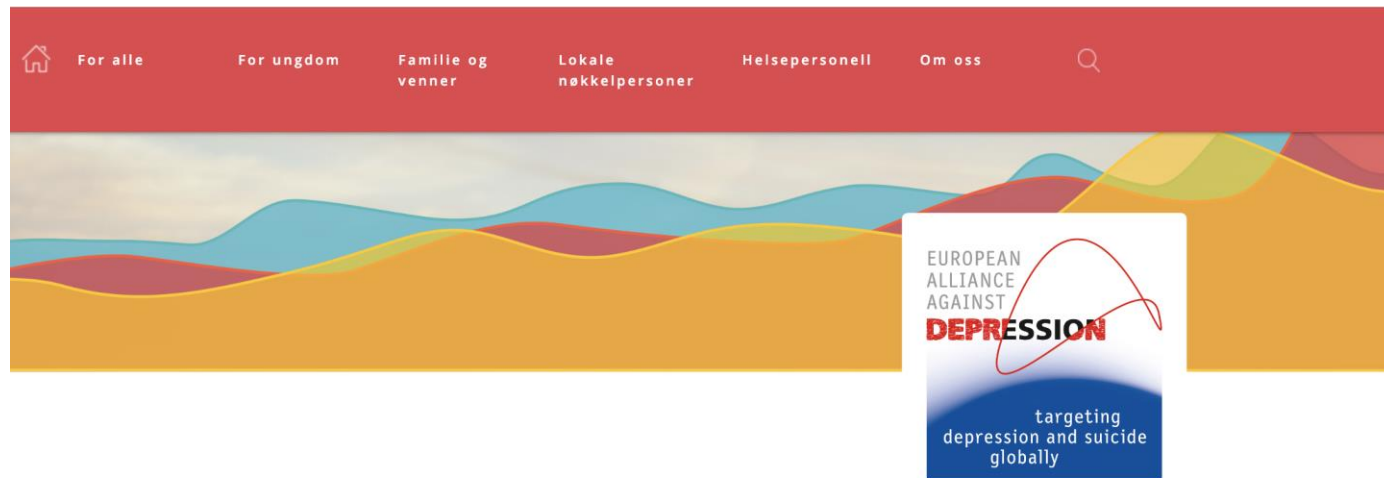 For alle
For ungdom
Familie og
venner
Lokale
nøkkelpersoner
Helsepersonell
Om oss
EUROPEAN
ALLIANCE
AGAINST
DEPRESSION
targeting
depression and suicide
globally